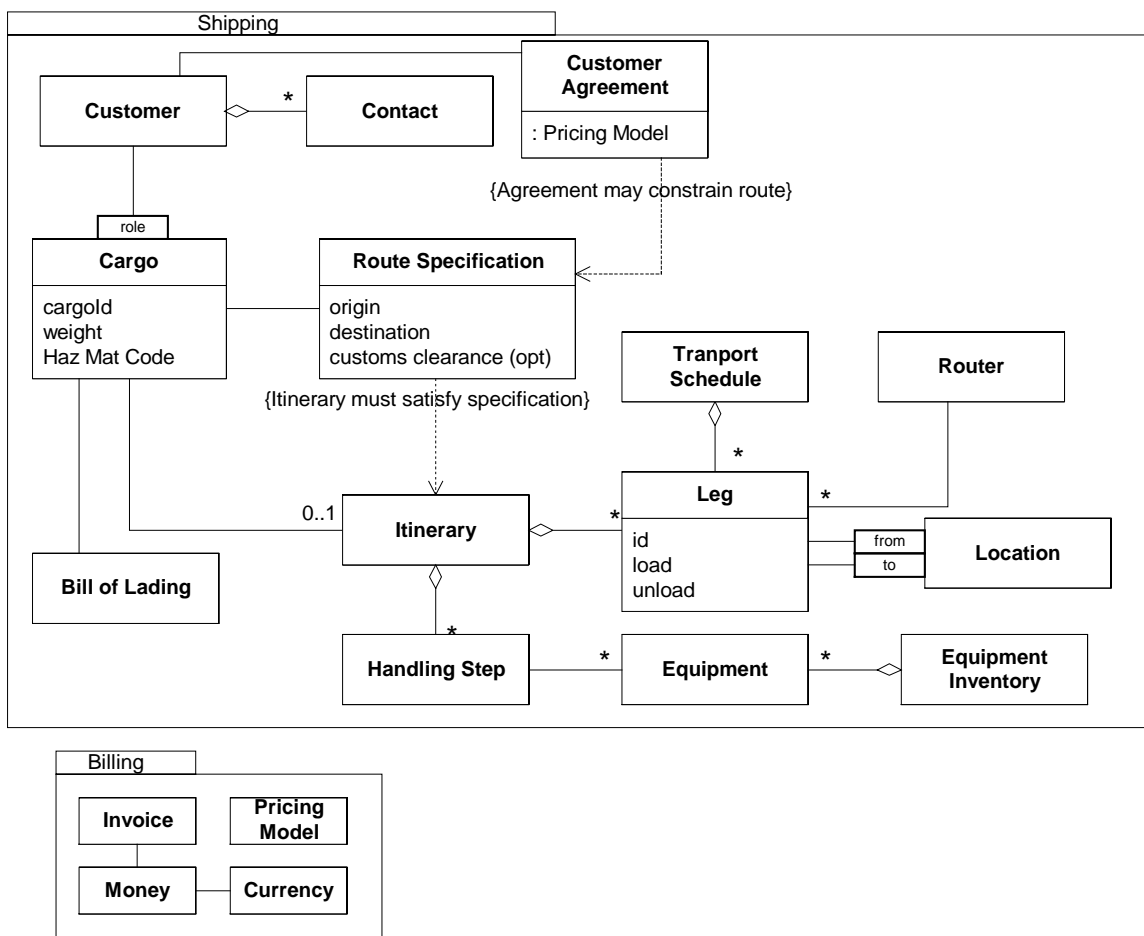 Shipping
Customer
Agreement
: Pricing Model
Customer
*
Contact
{Agreement may constrain route}
role
Cargo
cargoId
weight
Haz Mat Code
Route Specification
origin
destination
customs clearance (opt)
{Itinerary must satisfy specification}
Tranport
Schedule
Router
*
Leg
id
load
unload
*
*
0..1
Itinerary
from
to
Location
Bill of Lading
*
Handling Step
*
Equipment
*
Equipment
Inventory
Billing
Invoice
Pricing
Model
Money
Currency